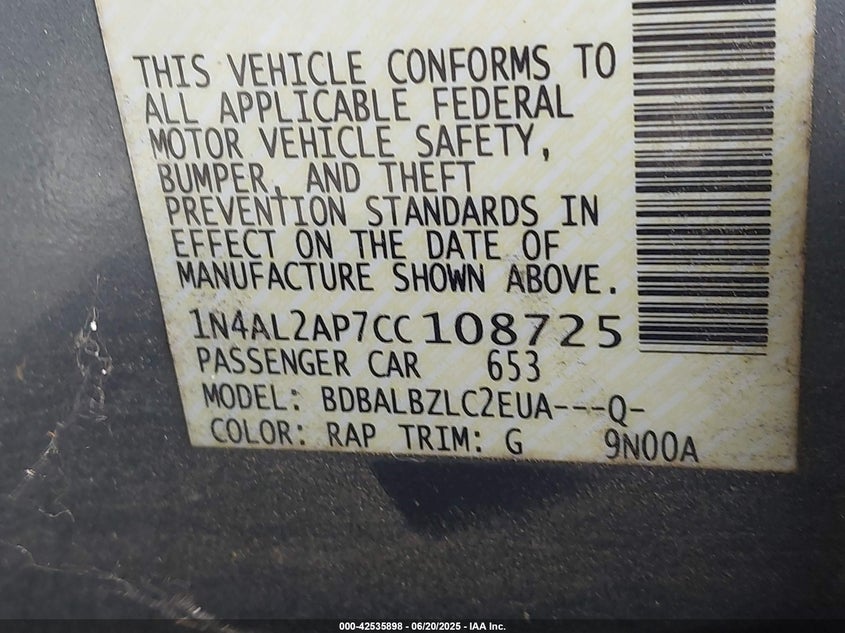 THIS VEHICLE CONFORMS TO
ALL APPLICABLE FEDERAL
MOTOR VEHICLE SAFETY,
BUMPER, AND THEFT
PREVENTION STANDARDS IN
EFFECT ON THE DATE OF
MANUFACTURE SHOWN ABOVE.
1N4AL2AP7CC108725
PASSENGER CAR 653
MODEL: BDBALBZLC2EUA---Q-
COLOR: RAP TRIM: G 9N00A
000-42535898 - 06/20/2025 - IAA Inc.